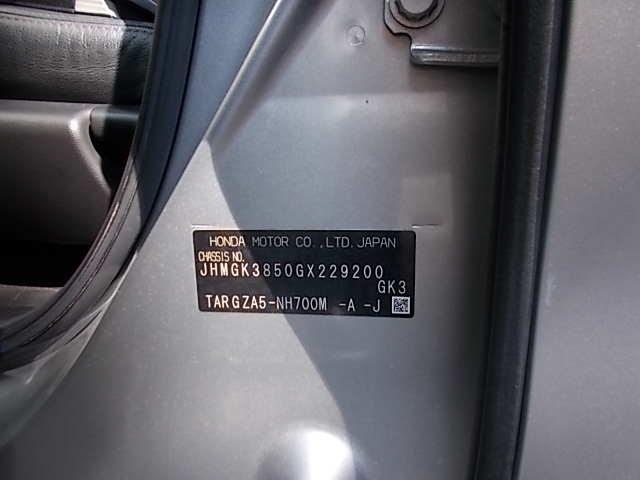 HONDA MOTOR CO.,LTD.JAPAN
CHASSIS NO.
JHMGK3850GX229200
GK3
TARGZA5-NH700M -A -J